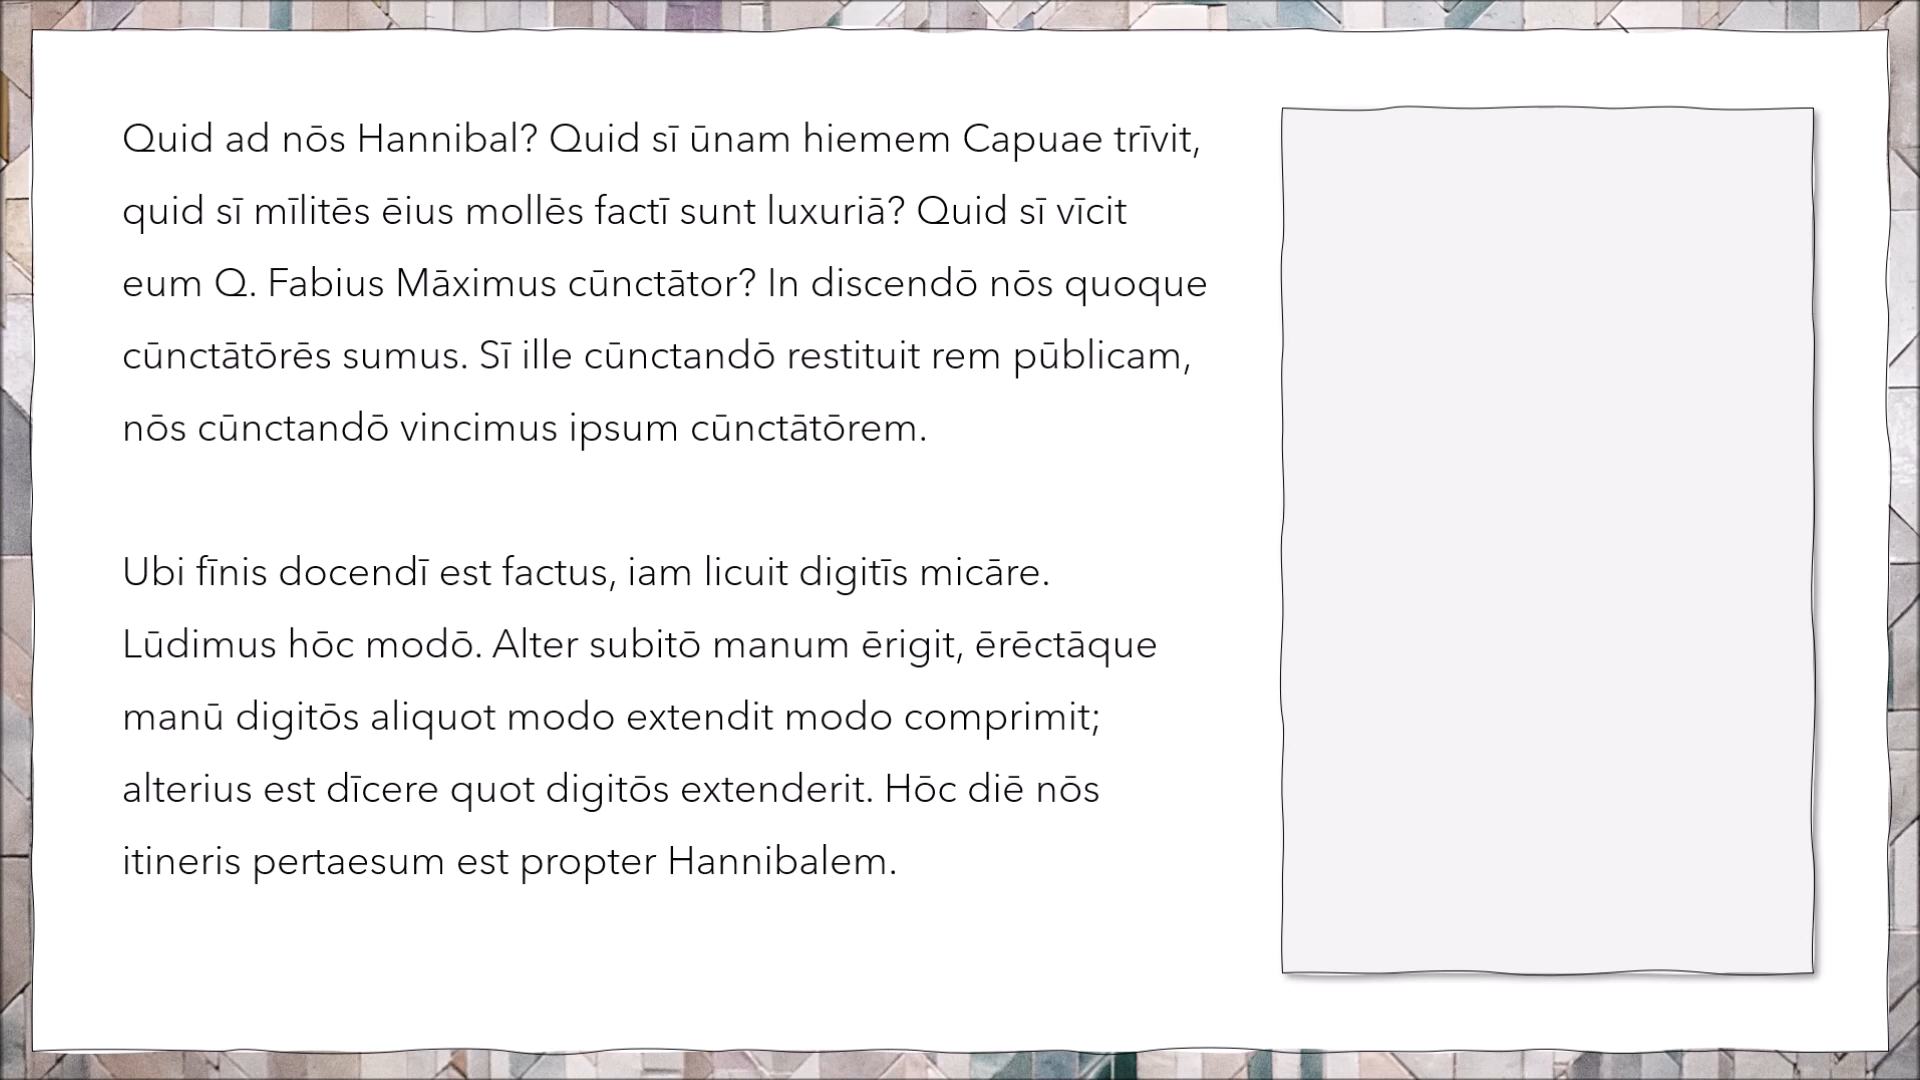 Quid ad nōs Hannibal? Quid sī ūnam hiemem Capuae trīvit,
quid sī mīlitēs ēius mollēs factī sunt luxuriā? Quid sī vīcit
eum Q. Fabius Māximus cūnctātor? In discendō nōs quoque
cūnctātōrēs sumus. Sī ille cūnctandō restituit rem pūblicam,
nōs cūnctandō vincimus ipsum cūnctātōrem.
Ubi fīnis docendī est factus, iam licuit digitīs micāre.
Lūdimus hōc modō. Alter subitō manum ērigit, ērēctāque
manū digitōs aliquot modo extendit modo comprimit;
alterius est dīcere quot digitōs extenderit. Hōc diē nōs
itineris pertaesum est propter Hannibalem.